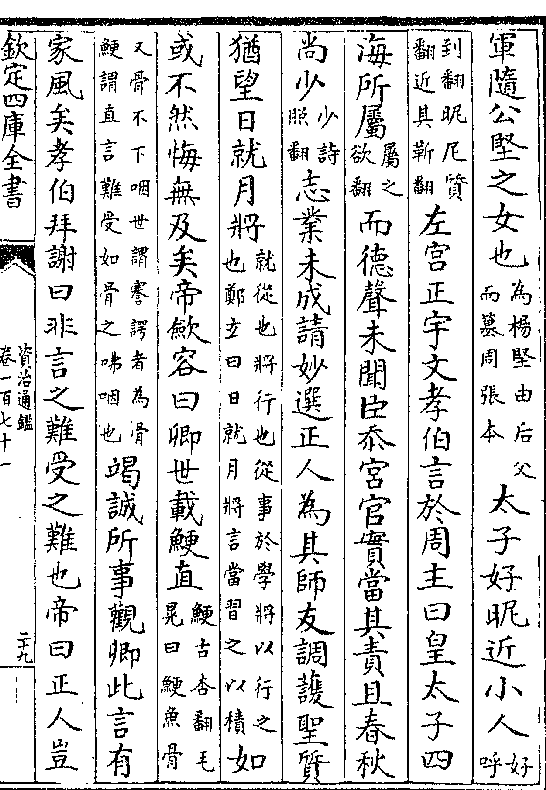 軍隨公堅之女也為楊堅由后父而簒周張本太子好昵近小人好呼
到翻昵尼質翻近其靳翻左宮正宇文孝伯言於周主曰皇太子四
海所屬屬之欲翻而德聲未聞臣忝宮官實當其責且春秋
尚少少詩照翻志業未成請妙選正人為其師友調護聖質
猶望日就月將就從也將行也從事於學將以行之也鄭玄曰日就月將言當習之以積如
或不然悔無及矣帝歛容曰卿世載鯁直鯁古杏翻毛晃曰鯁魚骨
又骨不下咽世謂謇諤者為滑鯁謂直言難受如骨之咈咽也竭誠所事觀卿此言有
家風矣孝伯拜謝曰非言之難受之難也帝曰正人豈
欽定四庫全書
資治通鑑
卷一百七十一
二十九